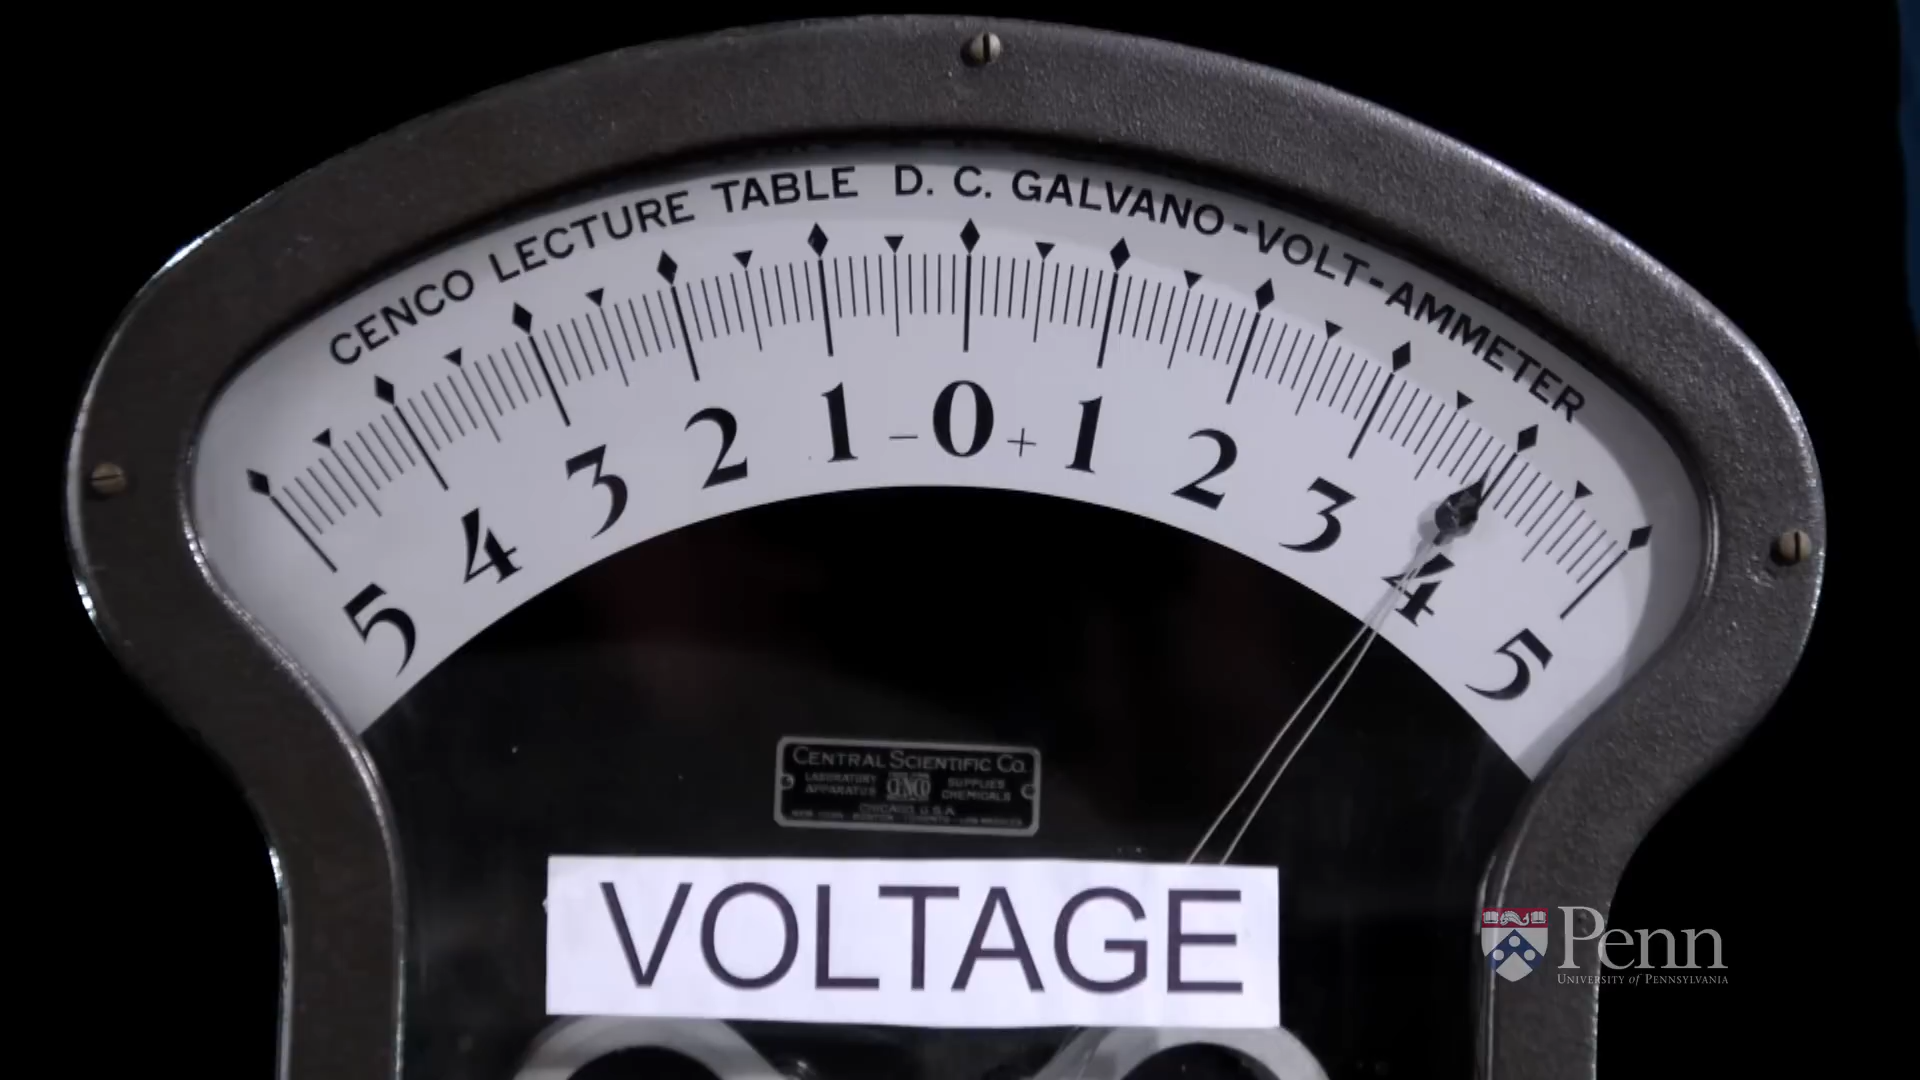 CENCO LECTURE TABLE D. C. GALVANO-VOLT-AMMETER
5 4 3 2 1 - 0 + 1 2 3 4 5
CENTRAL SCIENTIFIC CO.
LABORATORY SUPPLIES
APPARATUS CENCO CHEMICALS
CHICAGO, U.S.A.
VOLTAGE
Penn
UNIVERSITY of PENNSYLVANIA